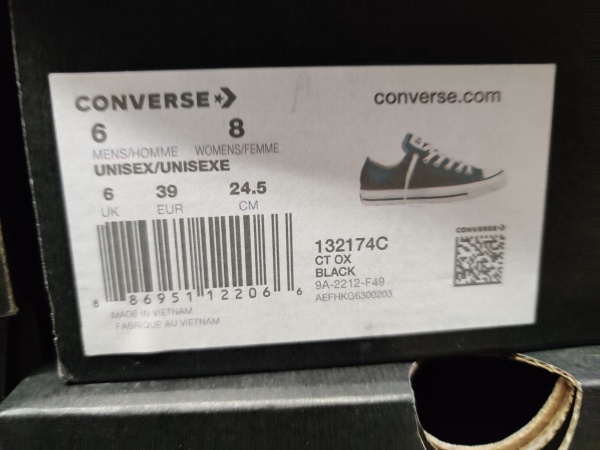 CONVERSE
converse.com
6 8
MENS/HOMME WOMENS/FEMME
UNISEX/UNISEXE
6 39 24.5
UK EUR CM
132174C
CT OX
BLACK
9A-2212-F49
AEFHKG6300203
CONVERSE
8 86951 12206 6
MADE IN VIETNAM
FABRIQUE AU VIETNAM